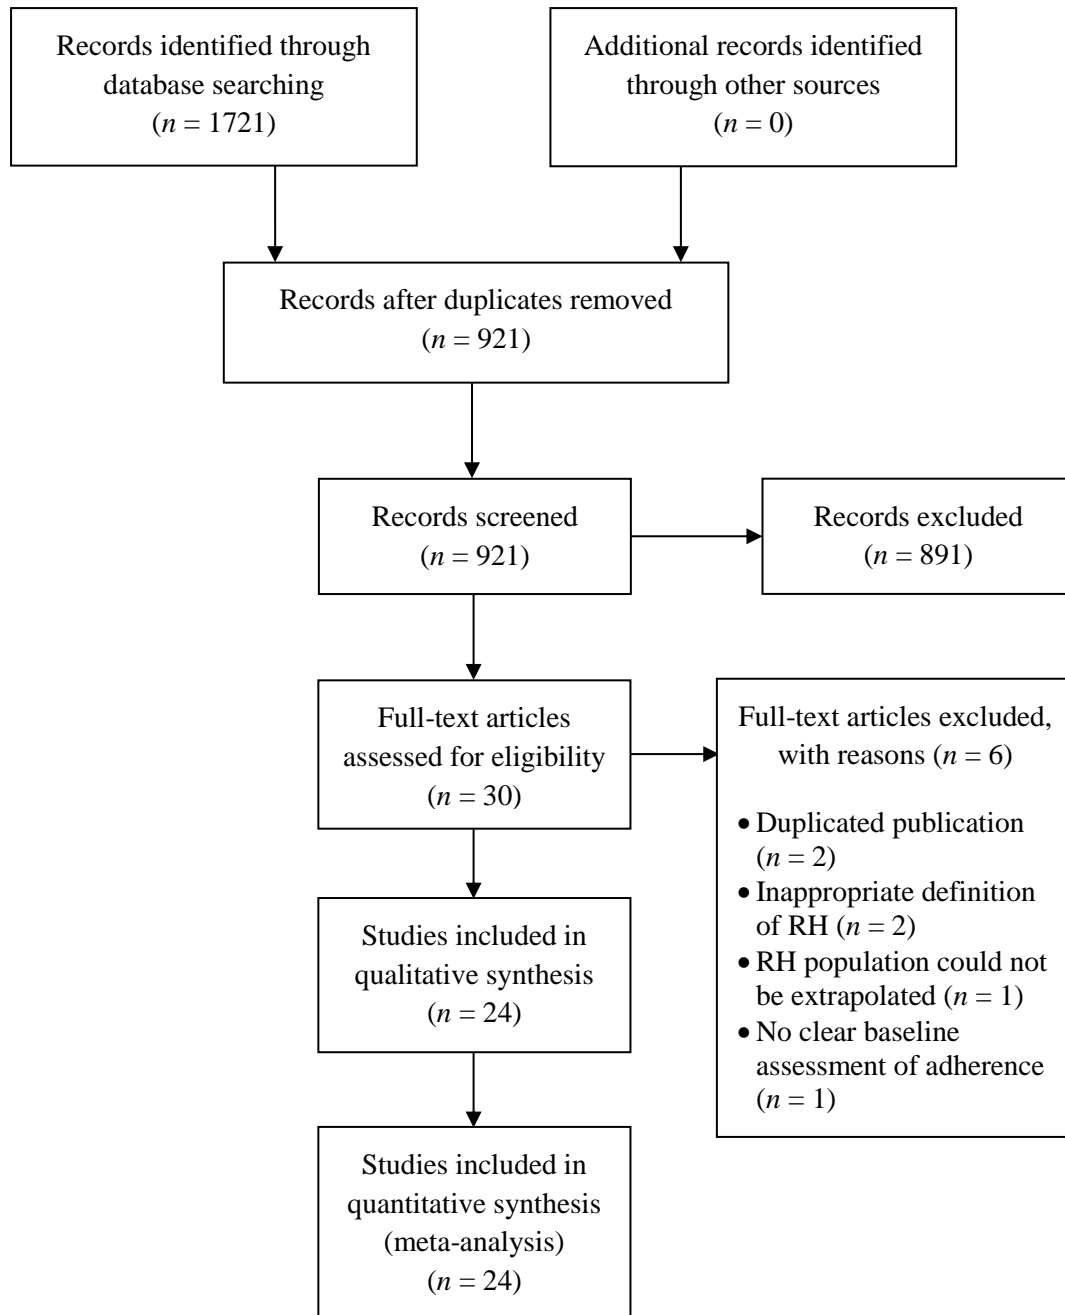 Records identified through
database searching
(n = 1721)
Additional records identified
through other sources
(n = 0)
Records after duplicates removed
(n = 921)
Records screened
(n = 921)
Records excluded
(n = 891)
Full-text articles
assessed for eligibility
(n = 30)
Full-text articles excluded,
with reasons (n = 6)
• Duplicated publication
(n = 2)
• Inappropriate definition
of RH (n = 2)
• RH population could not
be extrapolated (n = 1)
• No clear baseline
assessment of adherence
(n = 1)
Studies included in
qualitative synthesis
(n = 24)
Studies included in
quantitative synthesis
(meta-analysis)
(n = 24)